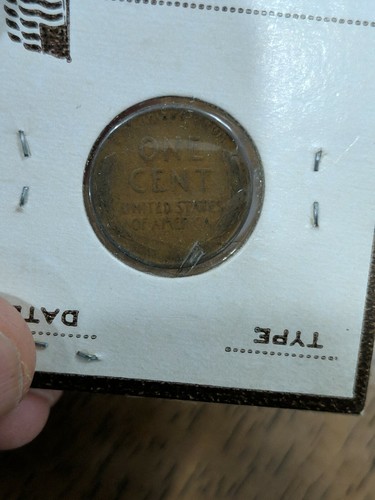 ONE
CENT
UNITED STATES
OF AMERICA
DATE
TYPE